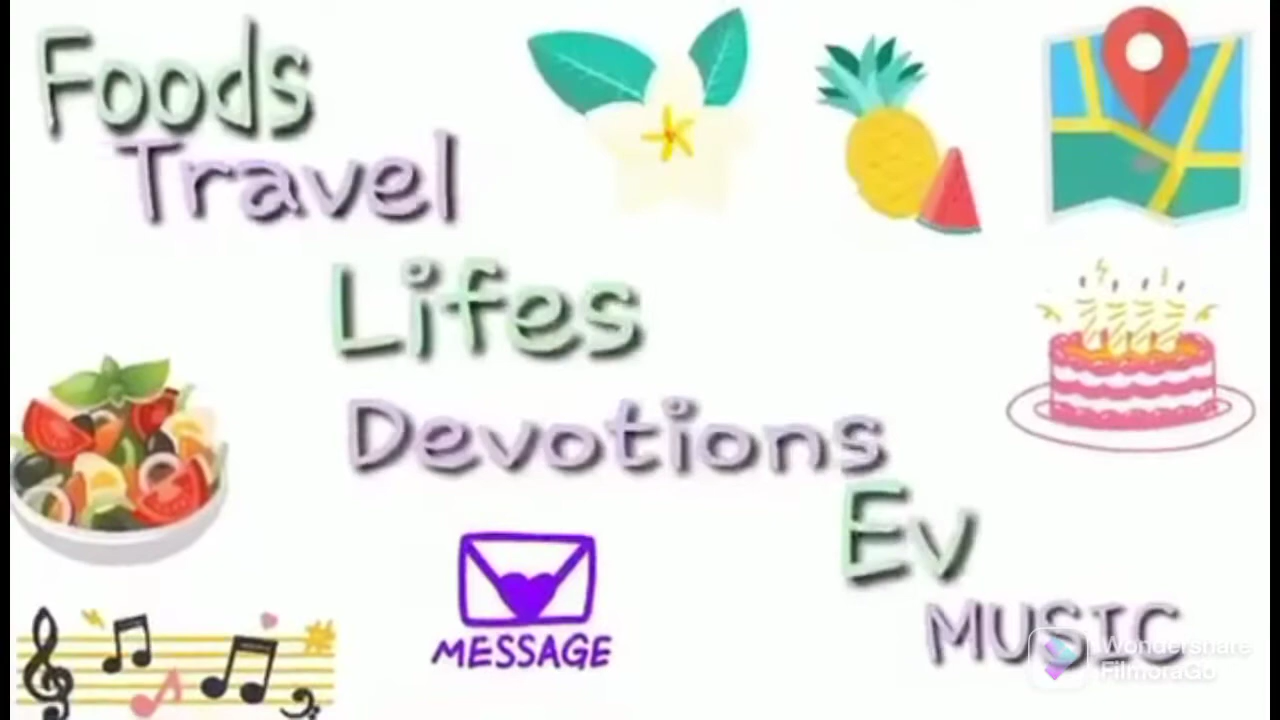 Foods
Travel
Lifes
Devotions
Ev
MUSIC
MESSAGE
Wondershare
FilmoraGo